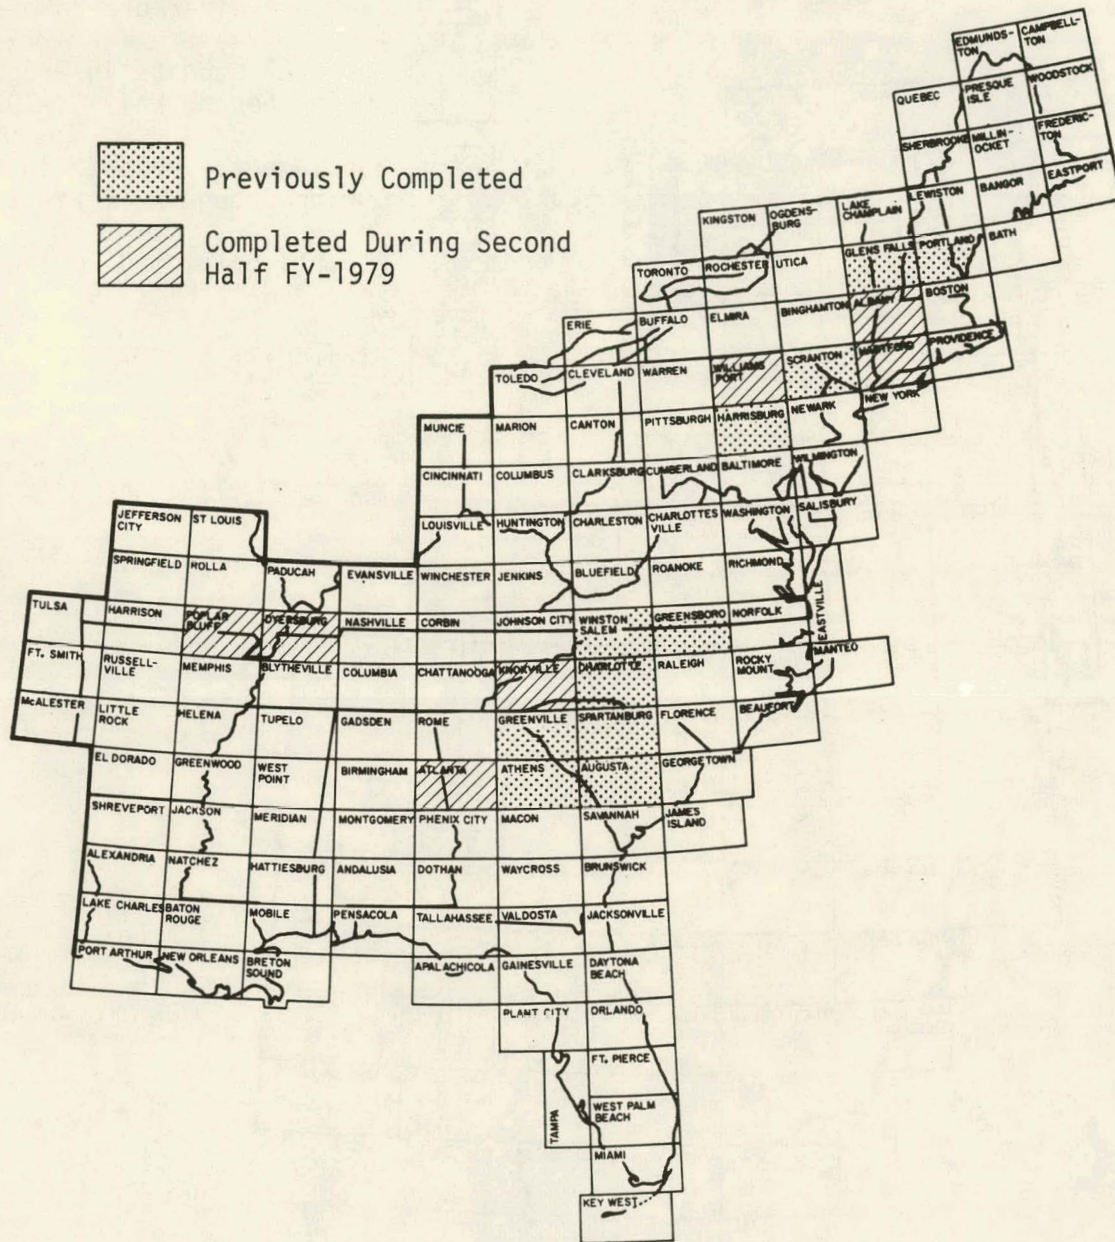 Previously Completed
Completed During Second
Half FY-1979
EDMUNDS-
TON
CAMPBELL-
TON
QUEBEC
PRESQUE
ISLE
WOODSTOCK
SHERBROOKE
MILLIN-
OCKET
FREDERIC-
TON
KINGSTON
OGDENS-
BURG
LAKE
CHAMPLAIN
LEWISTON
BANGOR
EASTPORT
TORONTO
ROCHESTER
UTICA
GLENS FALLS
PORTLAND
BATH
ERIE
BUFFALO
ELMIRA
BINGHAMTON
ALBANY
BOSTON
TOLEDO
CLEVELAND
WARREN
WILLIAMS
PORT
SCRANTON
HARTFORD
PROVIDENCE
MUNCIE
MARION
CANTON
PITTSBURGH
HARRISBURG
NEWARK
NEW YORK
CINCINNATI
COLUMBUS
CLARKSBURG
CUMBERLAND
BALTIMORE
WILMINGTON
JEFFERSON
CITY
ST LOUIS
LOUISVILLE
HUNTINGTON
CHARLESTON
CHARLOTTES
VILLE
WASHINGTON
SALISBURY
SPRINGFIELD
ROLLA
PADUCAH
EVANSVILLE
WINCHESTER
JENKINS
BLUEFIELD
ROANOKE
RICHMOND
EASTVILLE
TULSA
HARRISON
POPLAR
BLUFF
DYERSBURG
NASHVILLE
CORBIN
JOHNSON CITY
WINSTON
SALEM
GREENSBORO
NORFOLK
FT. SMITH
RUSSELL-
VILLE
MEMPHIS
BLYTHEVILLE
COLUMBIA
CHATTANOOGA
KNOXVILLE
CHARLOTTE
RALEIGH
ROCKY
MOUNT
MANTEO
McALESTER
LITTLE
ROCK
HELENA
TUPELO
GADSDEN
ROME
GREENVILLE
SPARTANBURG
FLORENCE
BEAUFORT
EL DORADO
GREENWOOD
WEST
POINT
BIRMINGHAM
ATLANTA
ATHENS
AUGUSTA
GEORGETOWN
SHREVEPORT
JACKSON
MERIDIAN
MONTGOMERY
PHENIX CITY
MACON
SAVANNAH
JAMES
ISLAND
ALEXANDRIA
NATCHEZ
HATTIESBURG
ANDALUSIA
DOTHAN
WAYCROSS
BRUNSWICK
LAKE CHARLES
BATON
ROUGE
MOBILE
PENSACOLA
TALLAHASSEE
VALDOSTA
JACKSONVILLE
PORT ARTHUR
NEW ORLEANS
BRETON
SOUND
APALACHICOLA
GAINESVILLE
DAYTONA
BEACH
PLANT CITY
ORLANDO
TAMPA
FT. PIERCE
WEST PALM
BEACH
MIAMI
KEY WEST